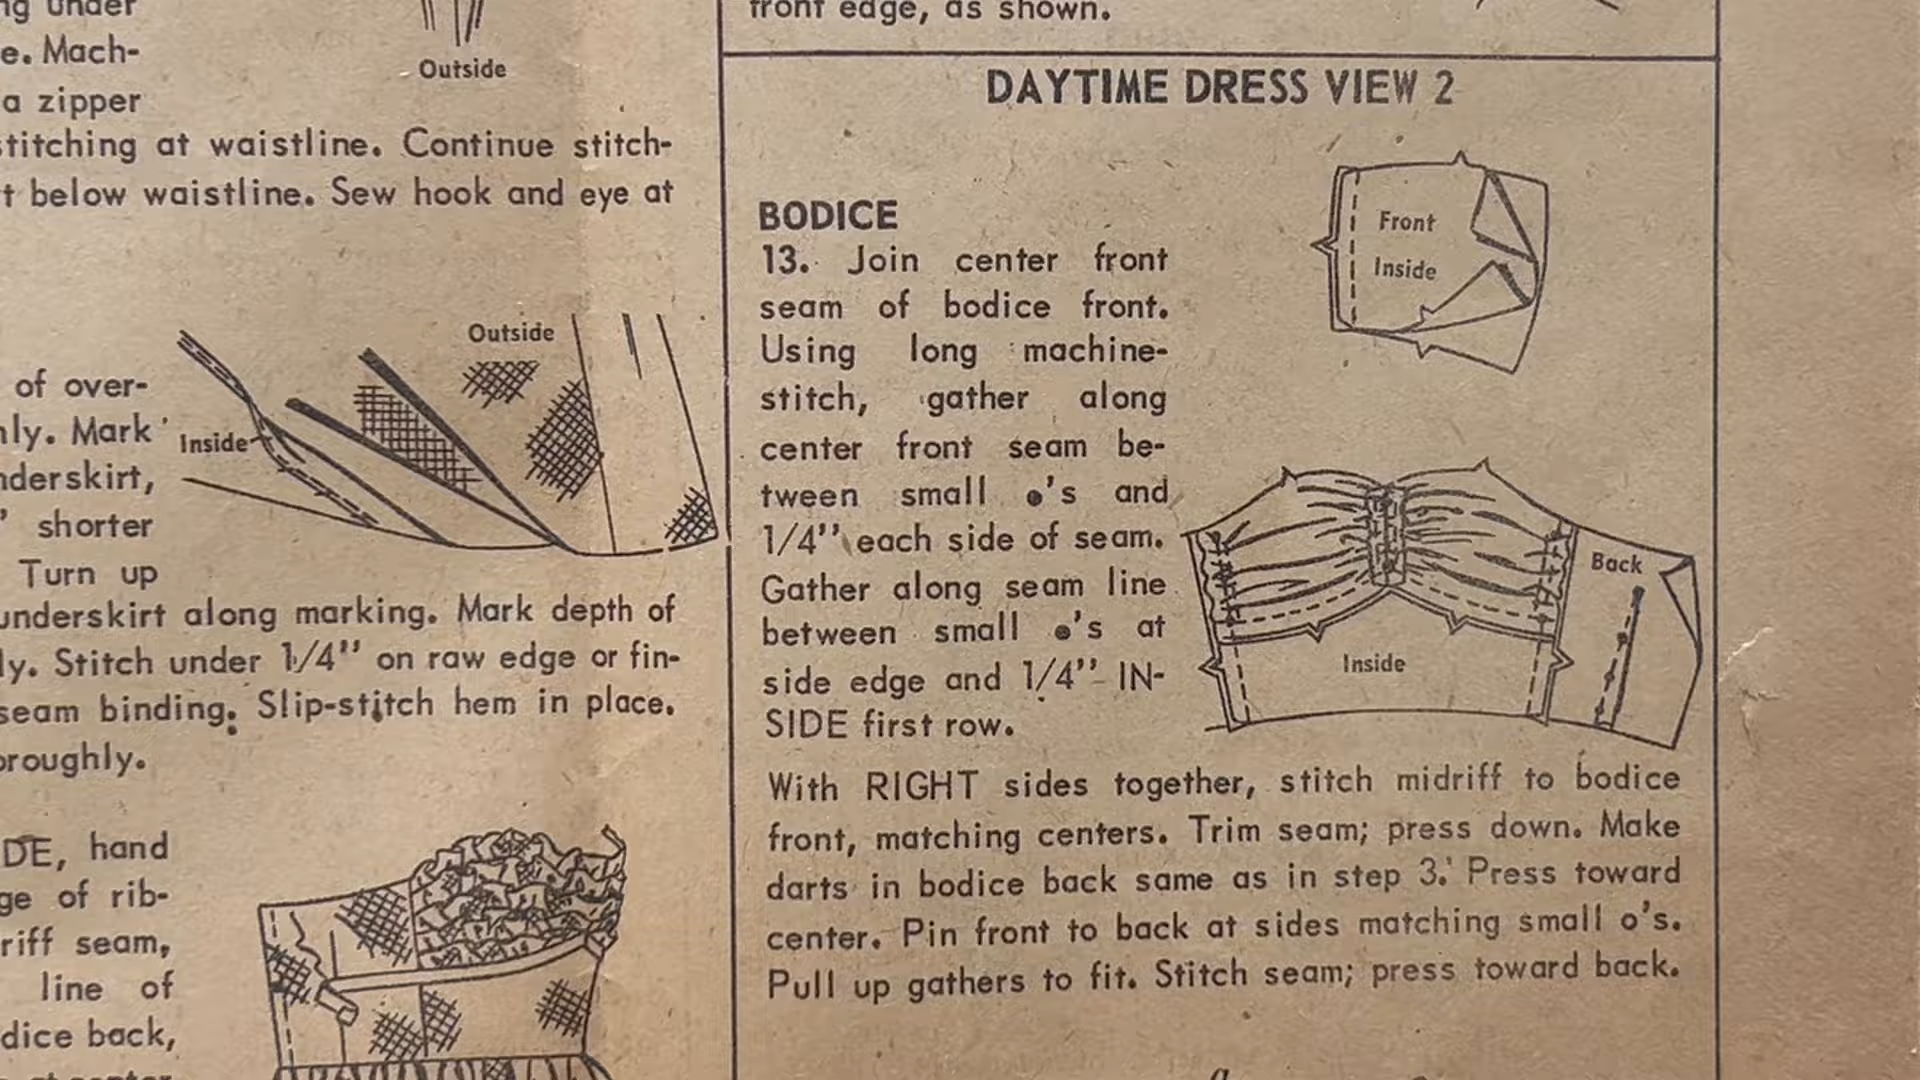 ng under
e. Mach-
a zipper
stitching at waistline. Continue stitch-
t below waistline. Sew hook and eye at
Outside
of over-
nly. Mark
nderskirt,
" shorter
Turn up
underskirt along marking. Mark depth of
ly. Stitch under 1/4" on raw edge or fin-
seam binding. Slip-stitch hem in place.
oroughly.
Outside
Inside
DE, hand
ge of rib-
riff seam,
line of
dice back,
front edge, as shown.
DAYTIME DRESS VIEW 2
BODICE
13. Join center front
seam of bodice front.
Using long machine-
stitch, gather along
center front seam be-
tween small ●'s and
1/4" each side of seam.
Gather along seam line
between small ●'s at
side edge and 1/4" IN-
SIDE first row.
Front
Inside
Back
Inside
With RIGHT sides together, stitch midriff to bodice
front, matching centers. Trim seam; press down. Make
darts in bodice back same as in step 3. Press toward
center. Pin front to back at sides matching small o's.
Pull up gathers to fit. Stitch seam; press toward back.